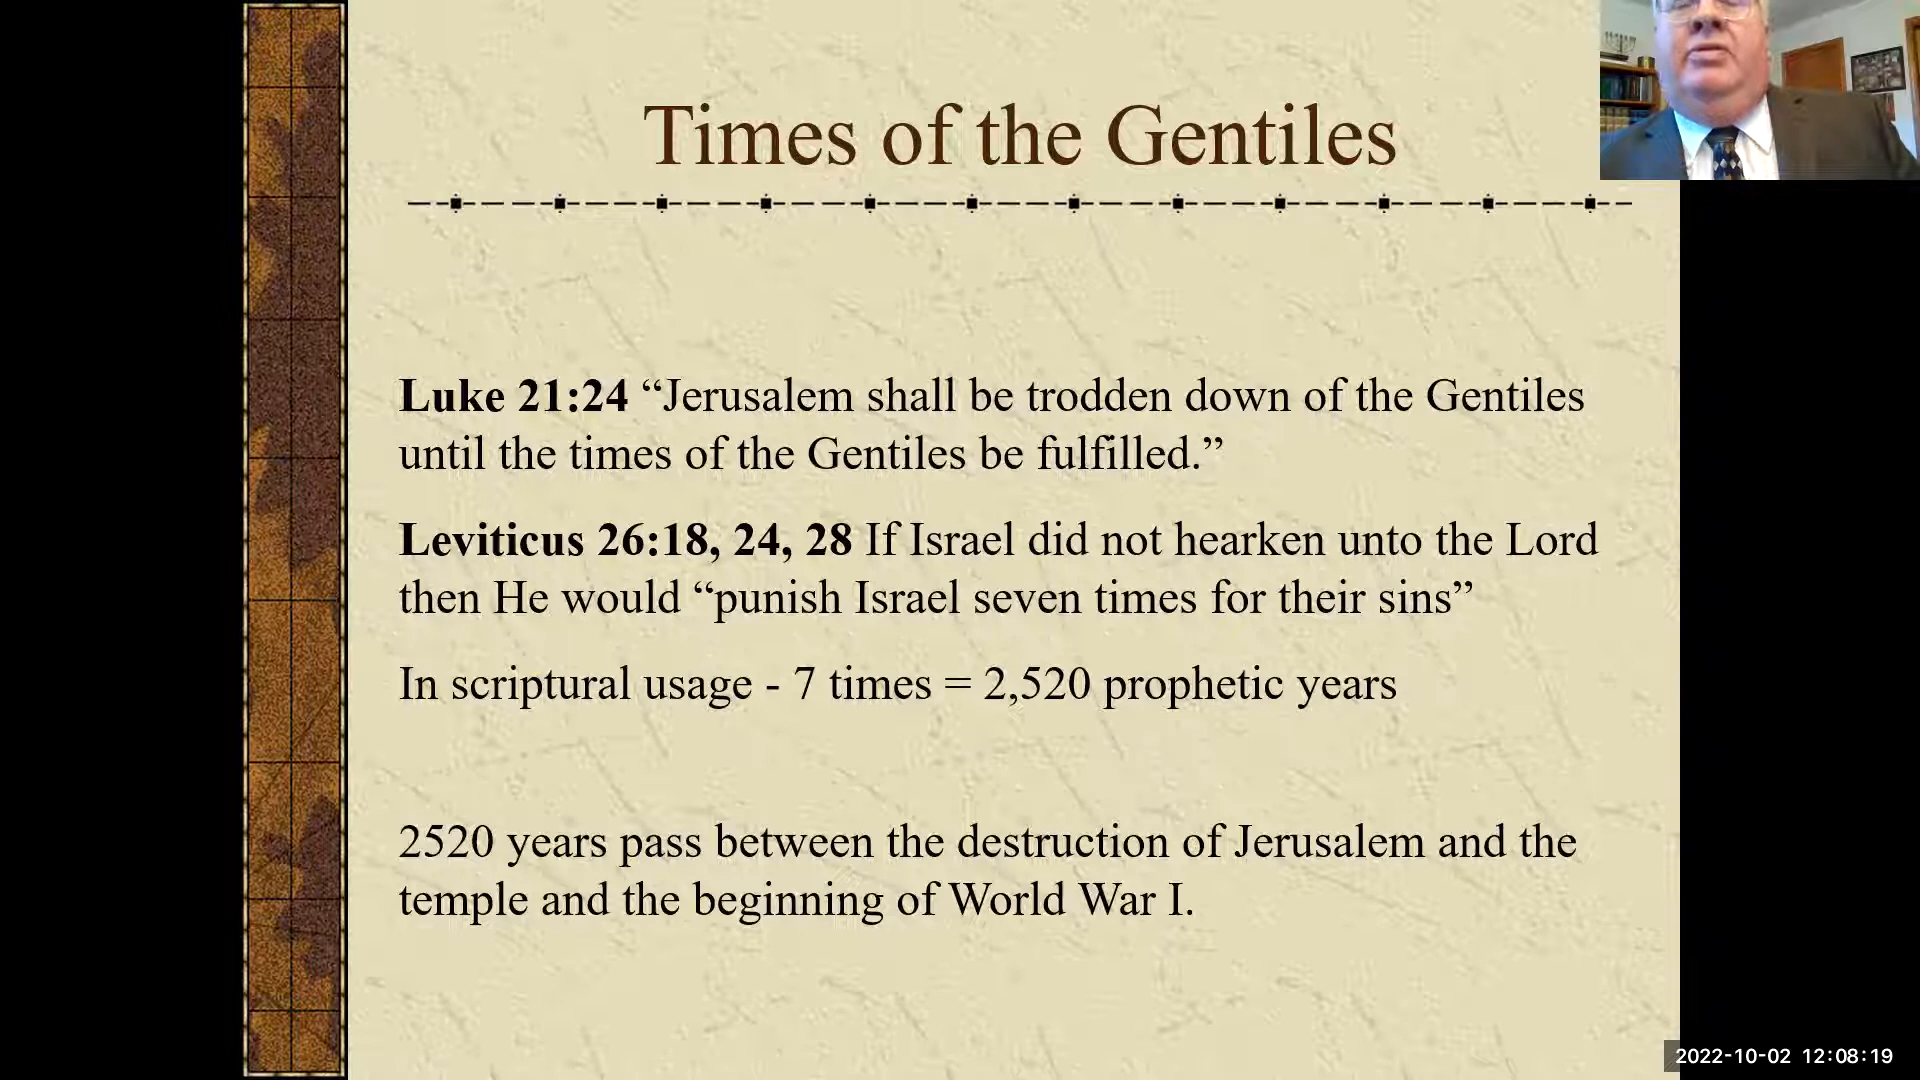 Times of the Gentiles
Luke 21:24 “Jerusalem shall be trodden down of the Gentiles
until the times of the Gentiles be fulfilled.”
Leviticus 26:18, 24, 28 If Israel did not hearken unto the Lord
then He would “punish Israel seven times for their sins”
In scriptural usage - 7 times = 2,520 prophetic years
2520 years pass between the destruction of Jerusalem and the
temple and the beginning of World War I.
2022-10-02 12:08:19